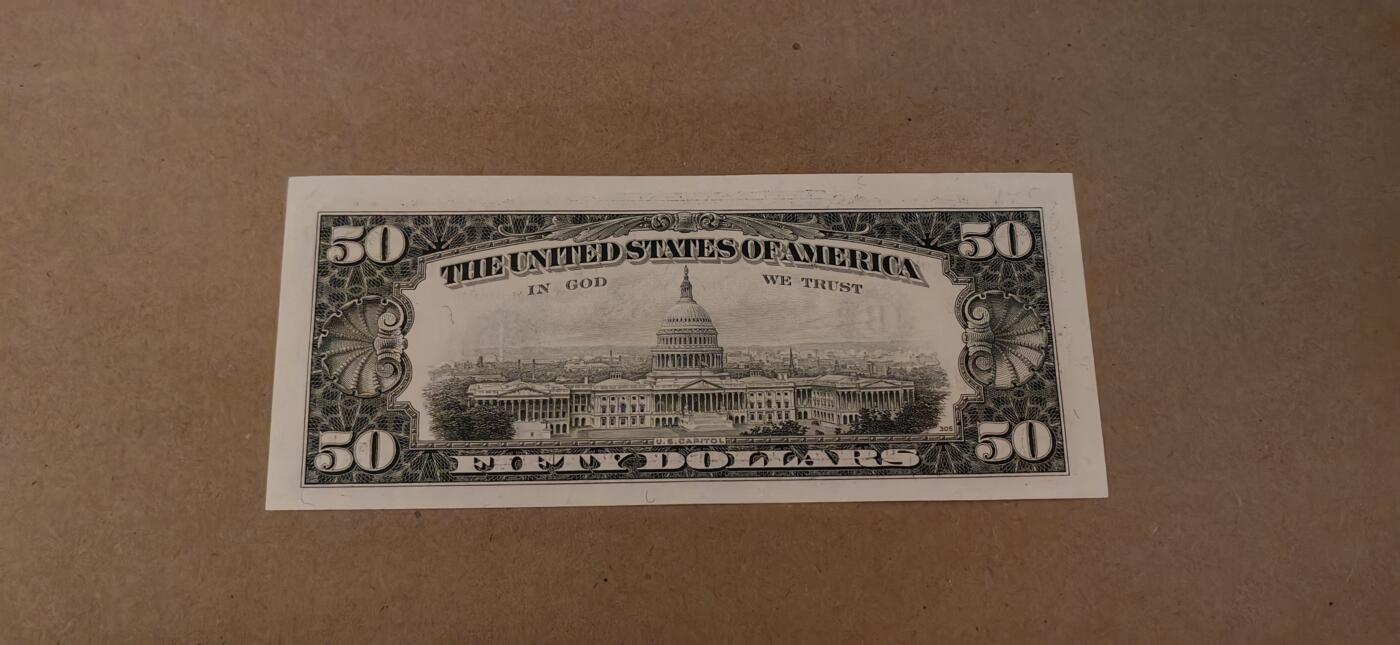 50 50
THE UNITED STATES OF AMERICA
IN GOD WE TRUST
305
U.S. CAPITOL
50 FIFTY DOLLARS 50